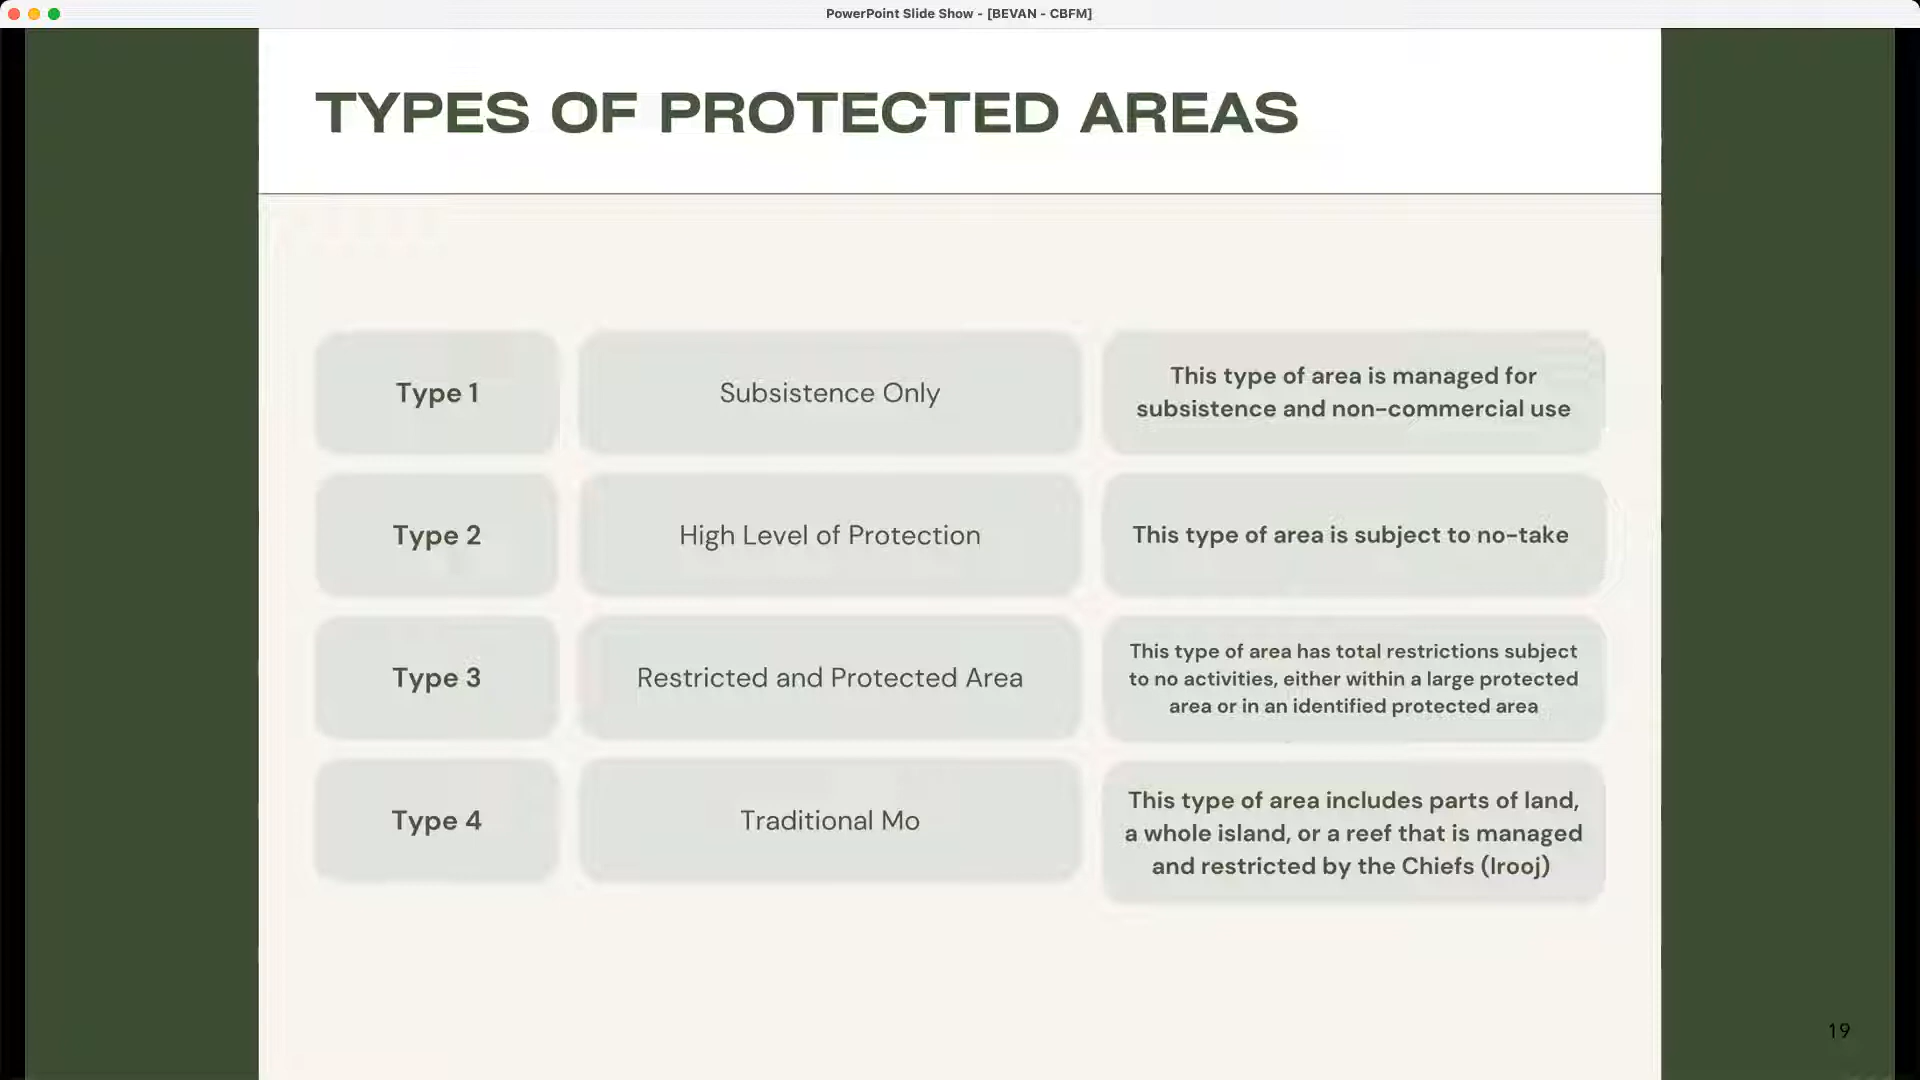 PowerPoint Slide Show - [BEVAN - CBFM]
TYPES OF PROTECTED AREAS
Type 1
Subsistence Only
This type of area is managed for
subsistence and non-commercial use
Type 2
High Level of Protection
This type of area is subject to no-take
Type 3
Restricted and Protected Area
This type of area has total restrictions subject
to no activities, either within a large protected
area or in an identified protected area
Type 4
Traditional Mo
This type of area includes parts of land,
a whole island, or a reef that is managed
and restricted by the Chiefs (Irooj)
19